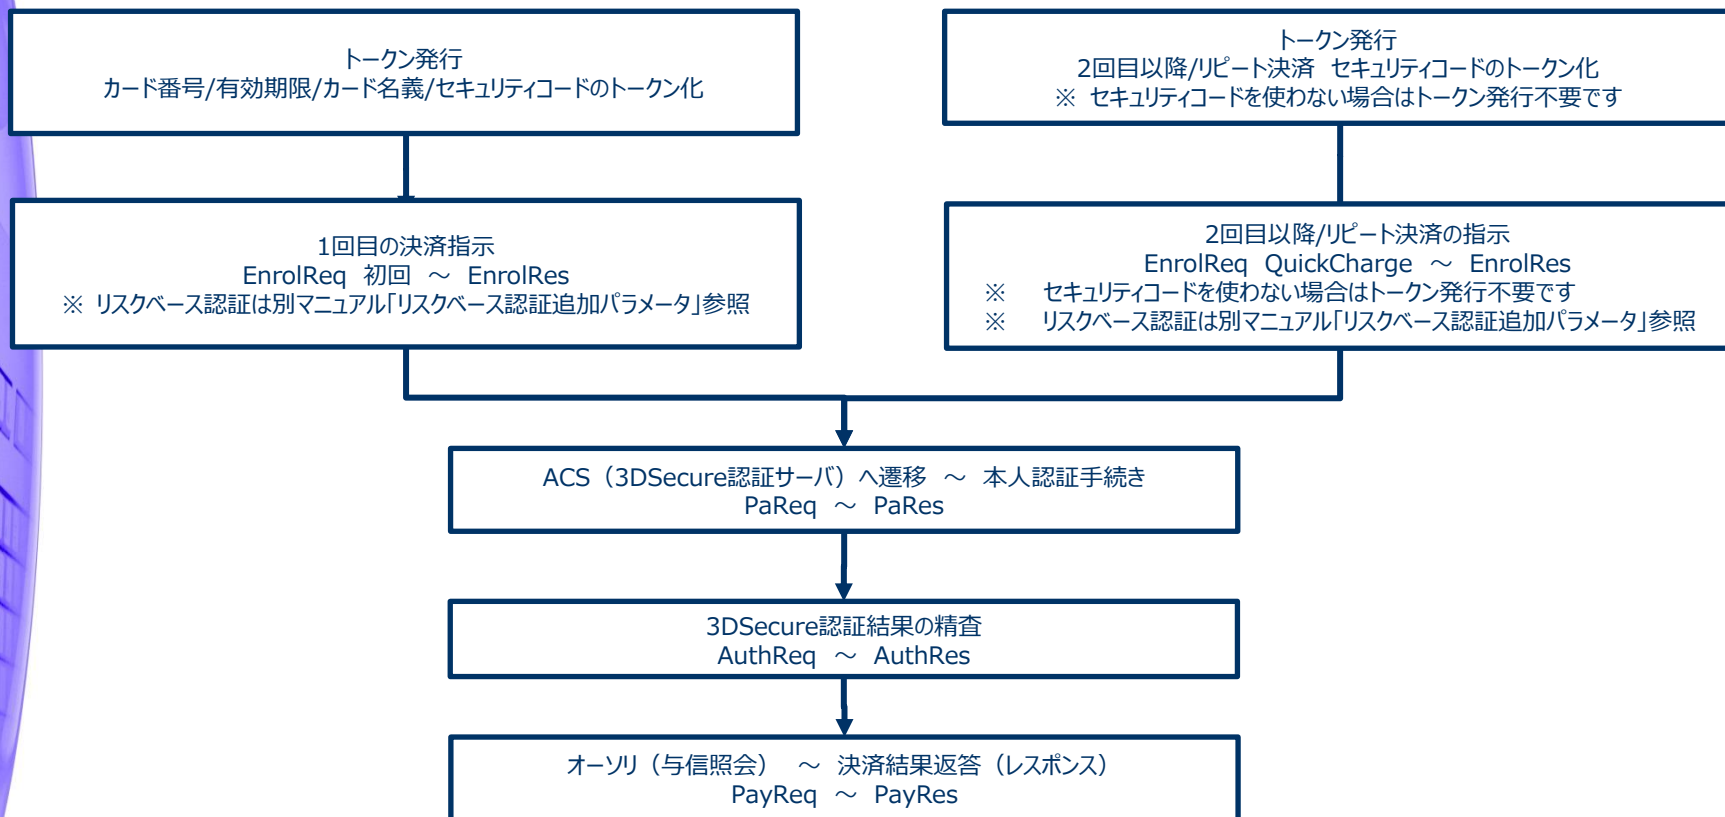 トークン発行
カード番号/有効期限/カード名義/セキュリティコードのトークン化
トークン発行
2回目以降/リピート決済 セキュリティコードのトークン化
※ セキュリティコードを使わない場合はトークン発行不要です
1回目の決済指示
EnrolReq 初回 ～ EnrolRes
※ リスクベース認証は別マニュアル「リスクベース認証追加パラメータ」参照
2回目以降/リピート決済の指示
EnrolReq QuickCharge ～ EnrolRes
※ セキュリティコードを使わない場合はトークン発行不要です
※ リスクベース認証は別マニュアル「リスクベース認証追加パラメータ」参照
ACS（3DSecure認証サーバ）へ遷移 ～ 本人認証手続き
PaReq ～ PaRes
3DSecure認証結果の精査
AuthReq ～ AuthRes
オーソリ（与信照会） ～ 決済結果返答（レスポンス）
PayReq ～ PayRes